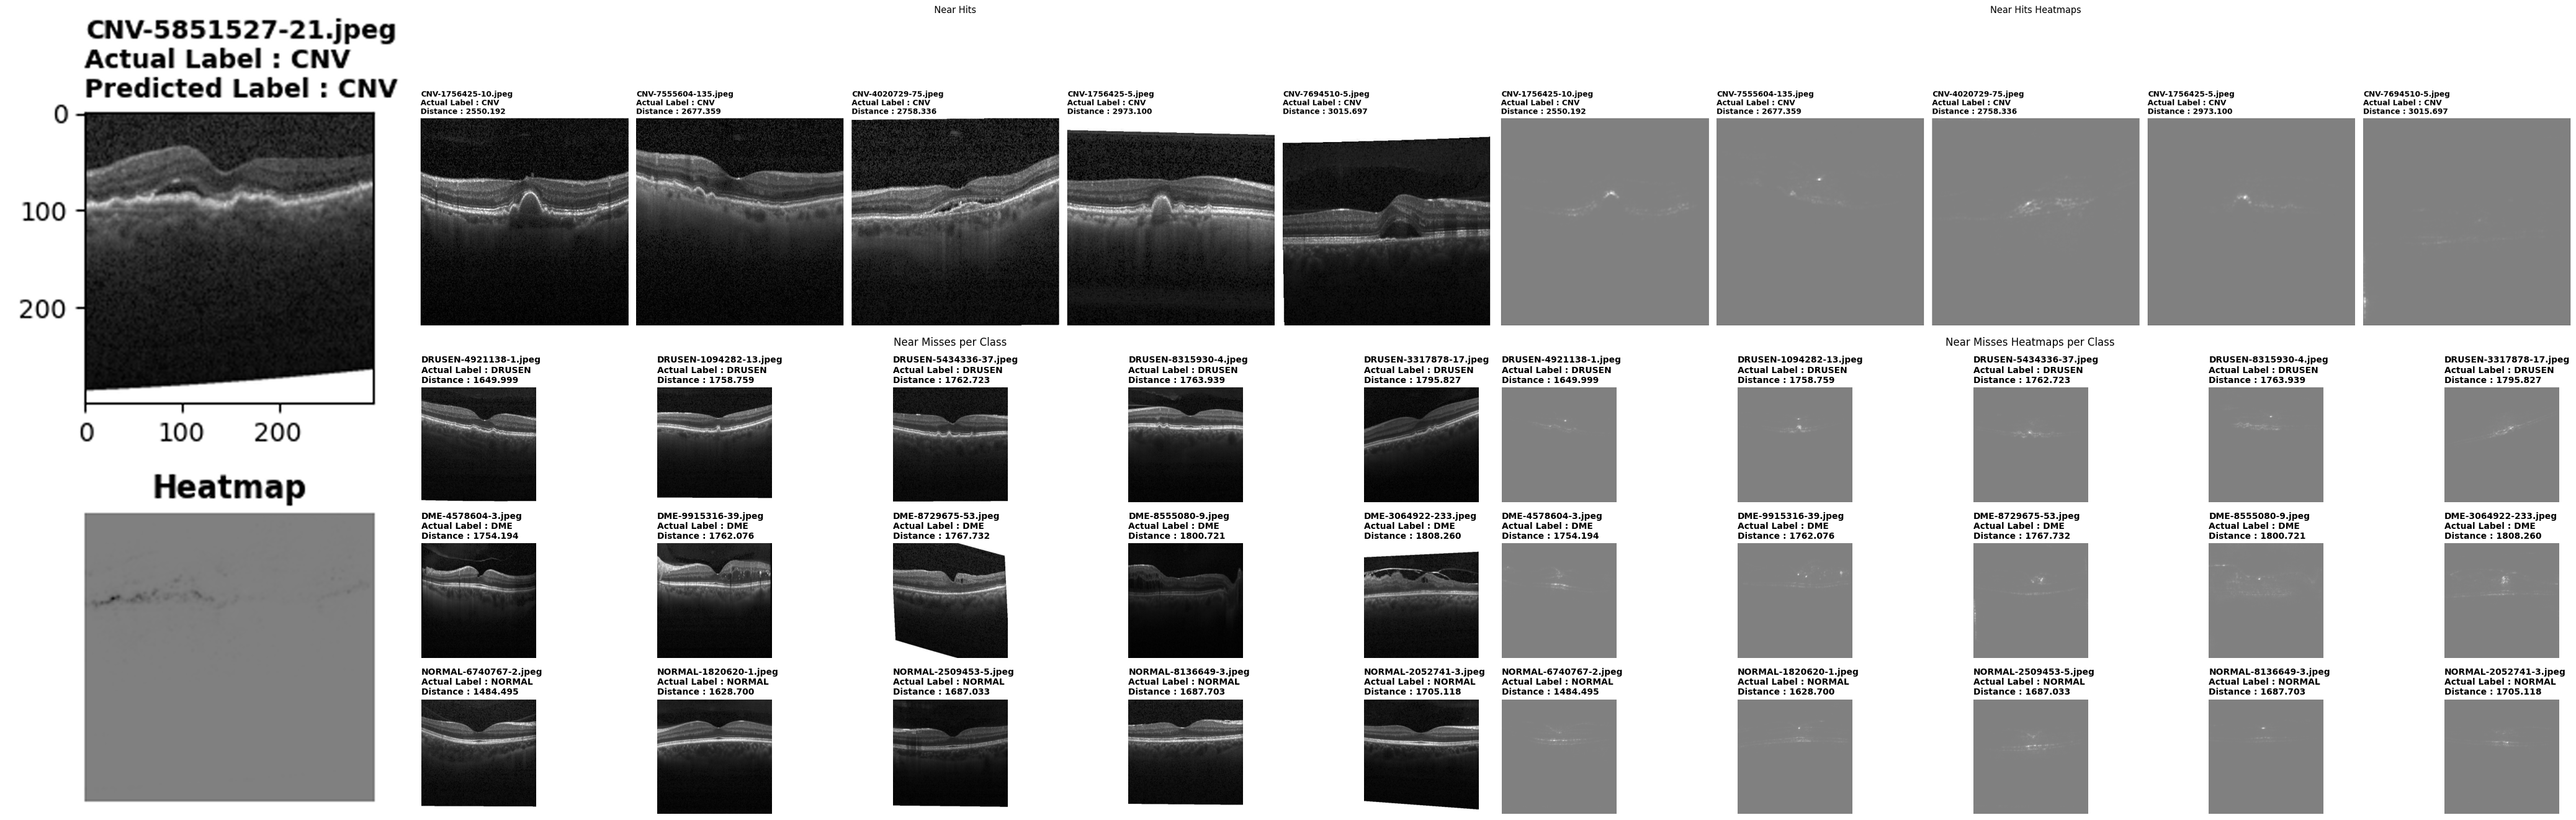 CNV-5851527-21.jpeg
Actual Label : CNV
Predicted Label : CNV
0
100
200
0
100
200
Heatmap
Near Hits
CNV-1756425-10.jpeg
Actual Label : CNV
Distance : 2550.192
CNV-7555604-135.jpeg
Actual Label : CNV
Distance : 2677.359
CNV-4020729-75.jpeg
Actual Label : CNV
Distance : 2758.336
CNV-1756425-5.jpeg
Actual Label : CNV
Distance : 2973.100
CNV-7694510-5.jpeg
Actual Label : CNV
Distance : 3015.697
Near Hits Heatmaps
CNV-1756425-10.jpeg
Actual Label : CNV
Distance : 2550.192
CNV-7555604-135.jpeg
Actual Label : CNV
Distance : 2677.359
CNV-4020729-75.jpeg
Actual Label : CNV
Distance : 2758.336
CNV-1756425-5.jpeg
Actual Label : CNV
Distance : 2973.100
CNV-7694510-5.jpeg
Actual Label : CNV
Distance : 3015.697
Near Misses per Class
DRUSEN-4921138-1.jpeg
Actual Label : DRUSEN
Distance : 1649.999
DRUSEN-1094282-13.jpeg
Actual Label : DRUSEN
Distance : 1758.759
DRUSEN-5434336-37.jpeg
Actual Label : DRUSEN
Distance : 1762.723
DRUSEN-8315930-4.jpeg
Actual Label : DRUSEN
Distance : 1763.939
DRUSEN-3317878-17.jpeg
Actual Label : DRUSEN
Distance : 1795.827
DME-4578604-3.jpeg
Actual Label : DME
Distance : 1754.194
DME-9915316-39.jpeg
Actual Label : DME
Distance : 1762.076
DME-8729675-53.jpeg
Actual Label : DME
Distance : 1767.732
DME-8555080-9.jpeg
Actual Label : DME
Distance : 1800.721
DME-3064922-233.jpeg
Actual Label : DME
Distance : 1808.260
NORMAL-6740767-2.jpeg
Actual Label : NORMAL
Distance : 1484.495
NORMAL-1820620-1.jpeg
Actual Label : NORMAL
Distance : 1628.700
NORMAL-2509453-5.jpeg
Actual Label : NORMAL
Distance : 1687.033
NORMAL-8136649-3.jpeg
Actual Label : NORMAL
Distance : 1687.703
NORMAL-2052741-3.jpeg
Actual Label : NORMAL
Distance : 1705.118
Near Misses Heatmaps per Class
DRUSEN-4921138-1.jpeg
Actual Label : DRUSEN
Distance : 1649.999
DRUSEN-1094282-13.jpeg
Actual Label : DRUSEN
Distance : 1758.759
DRUSEN-5434336-37.jpeg
Actual Label : DRUSEN
Distance : 1762.723
DRUSEN-8315930-4.jpeg
Actual Label : DRUSEN
Distance : 1763.939
DRUSEN-3317878-17.jpeg
Actual Label : DRUSEN
Distance : 1795.827
DME-4578604-3.jpeg
Actual Label : DME
Distance : 1754.194
DME-9915316-39.jpeg
Actual Label : DME
Distance : 1762.076
DME-8729675-53.jpeg
Actual Label : DME
Distance : 1767.732
DME-8555080-9.jpeg
Actual Label : DME
Distance : 1800.721
DME-3064922-233.jpeg
Actual Label : DME
Distance : 1808.260
NORMAL-6740767-2.jpeg
Actual Label : NORMAL
Distance : 1484.495
NORMAL-1820620-1.jpeg
Actual Label : NORMAL
Distance : 1628.700
NORMAL-2509453-5.jpeg
Actual Label : NORMAL
Distance : 1687.033
NORMAL-8136649-3.jpeg
Actual Label : NORMAL
Distance : 1687.703
NORMAL-2052741-3.jpeg
Actual Label : NORMAL
Distance : 1705.118